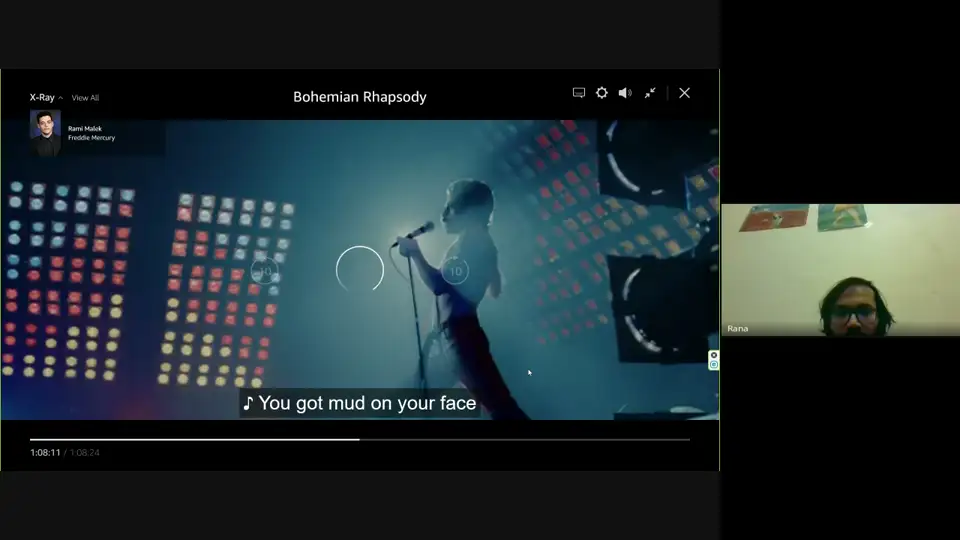 X-Ray View All
Bohemian Rhapsody
Rami Malek
Freddie Mercury
10
10
♪ You got mud on your face
1:08:11 / 1:08:24
Rana